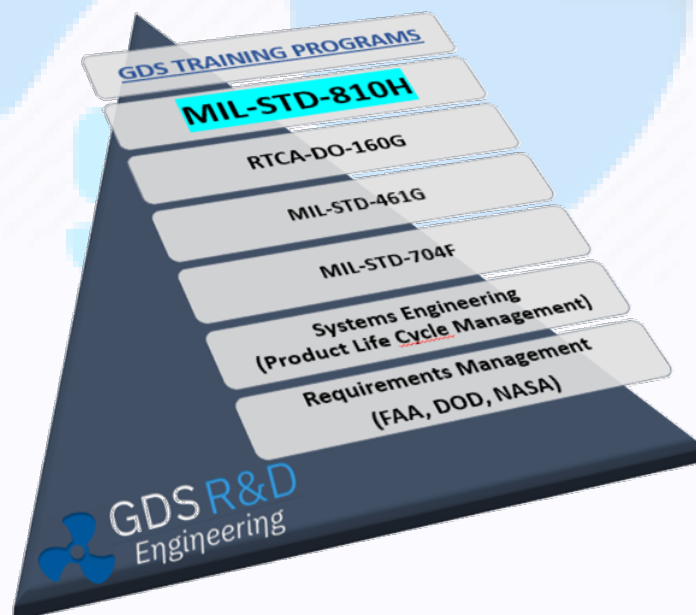 GDS TRAINING PROGRAMS
MIL-STD-810H
RTCA-DO-160G
MIL-STD-461G
MIL-STD-704F
Systems Engineering
(Product Life Cycle Management)
Requirements Management
(FAA, DOD, NASA)
GDS R&D
Engineering